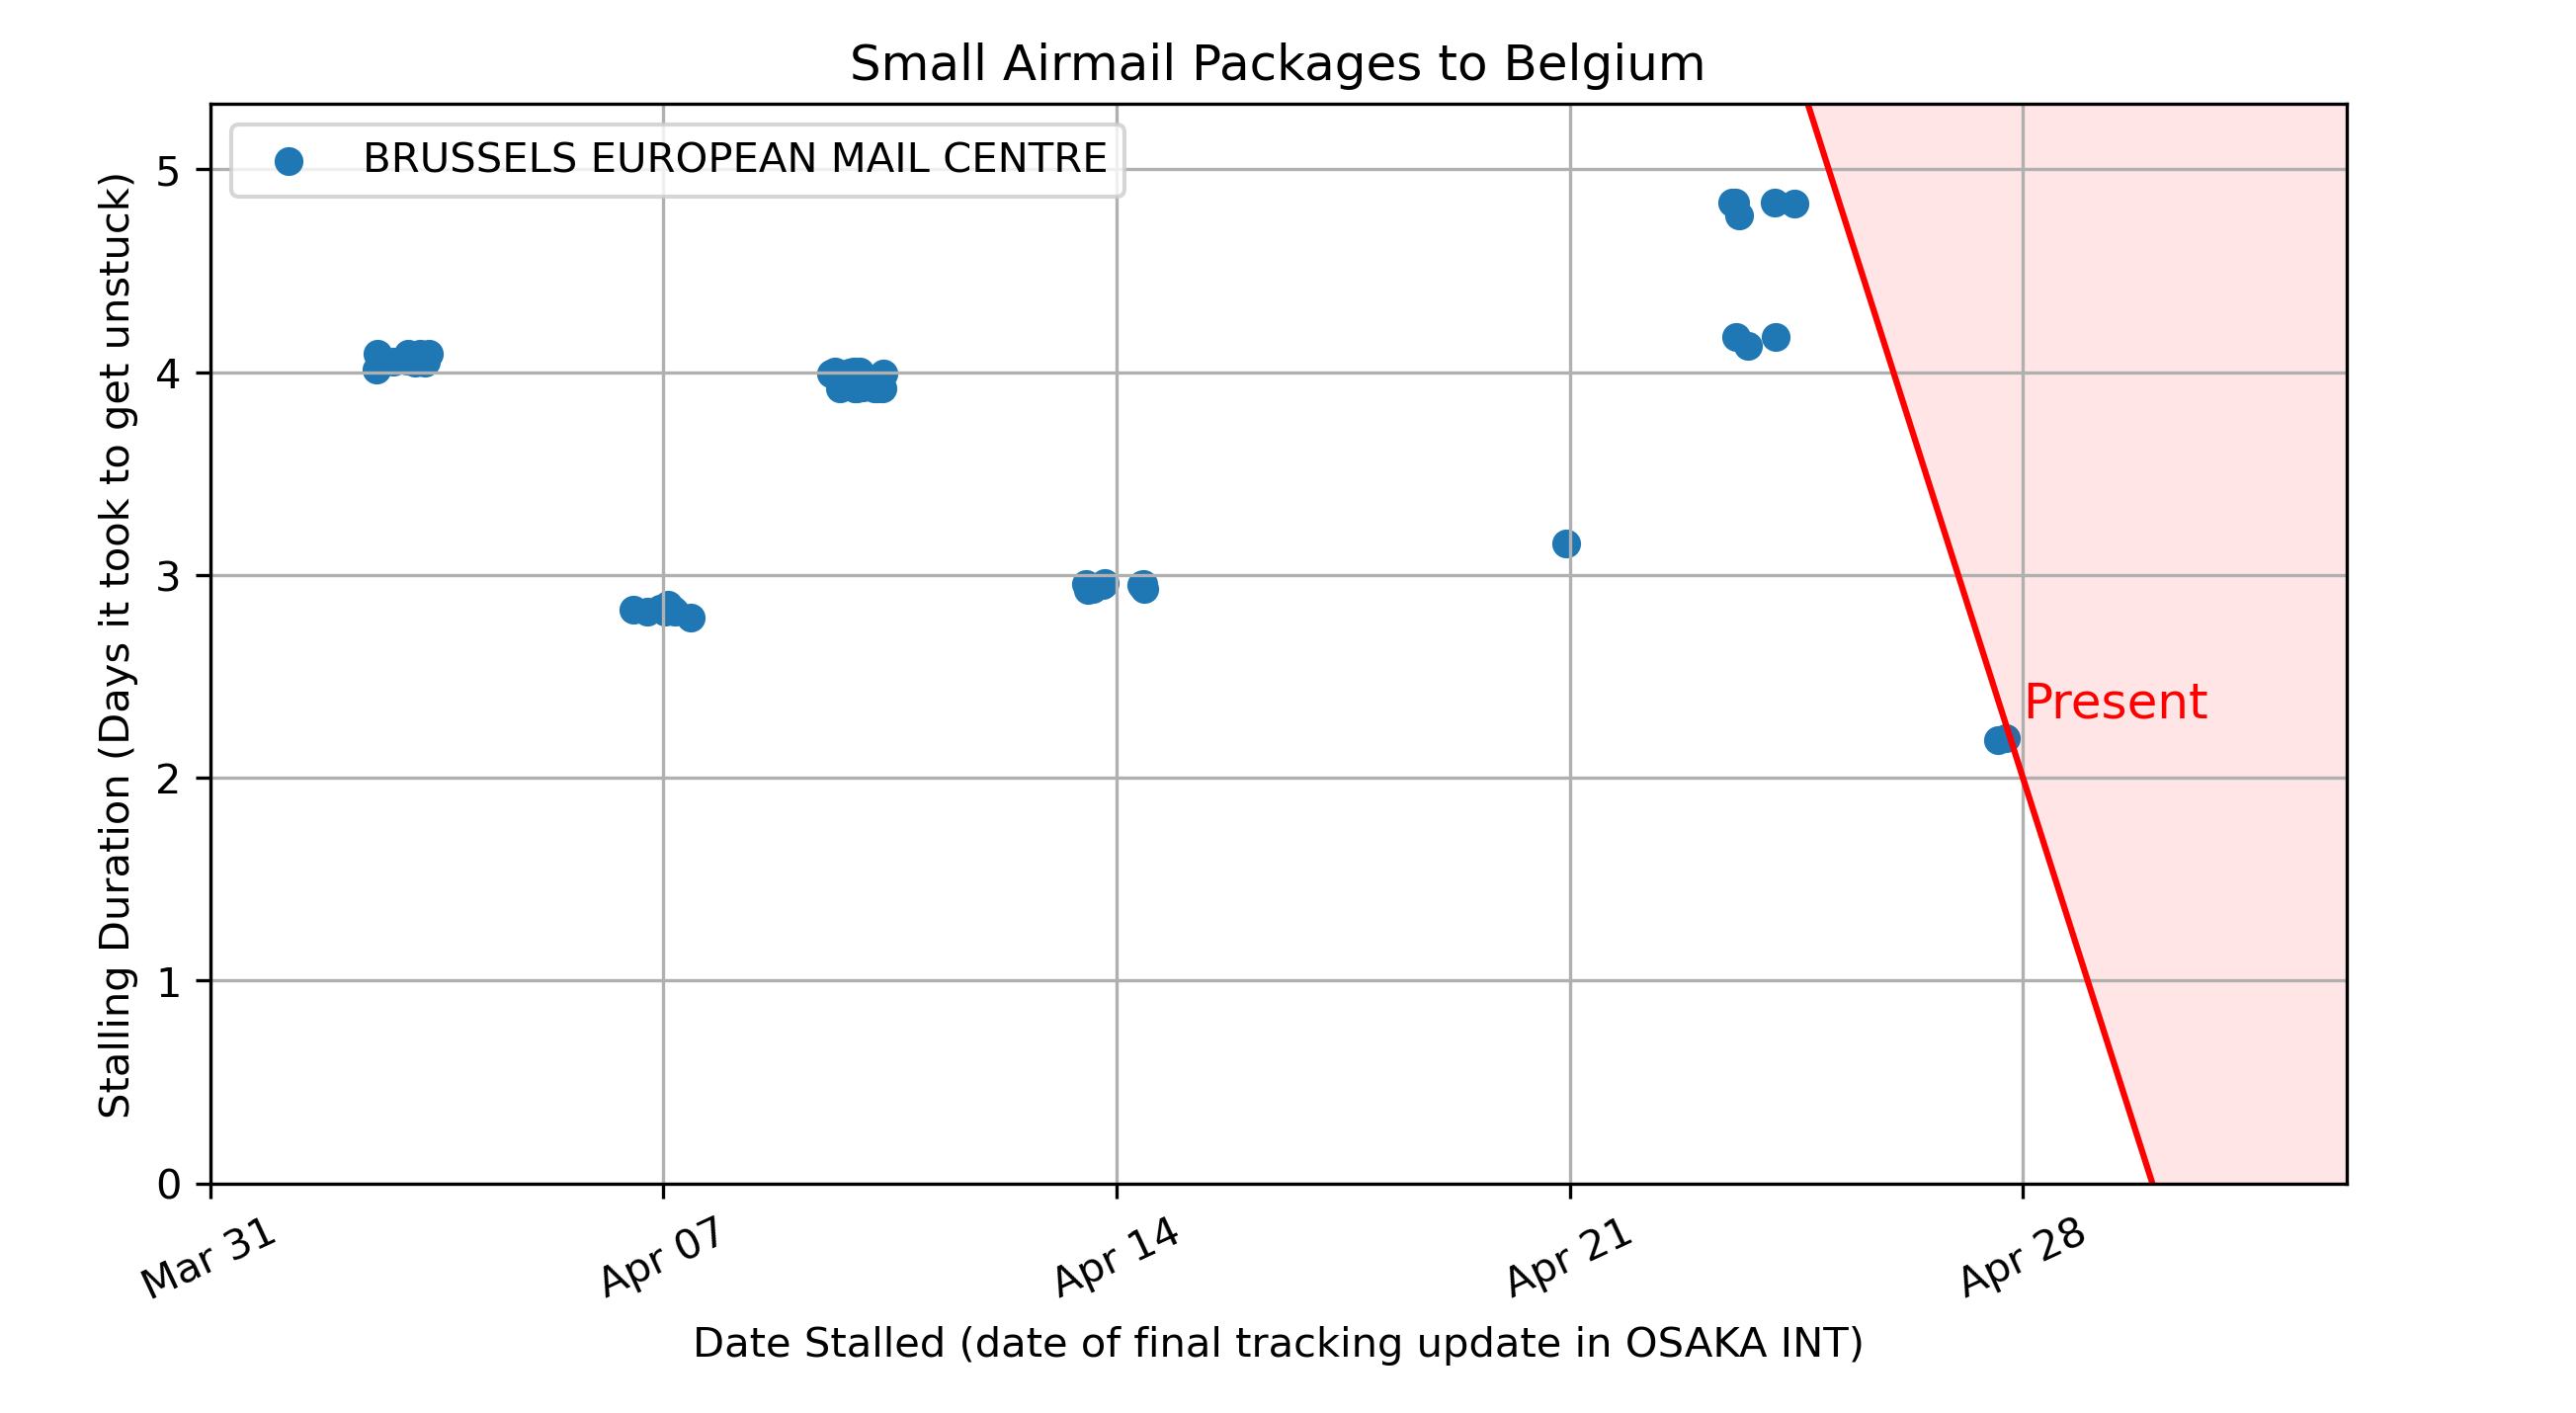 Small Airmail Packages to Belgium
BRUSSELS EUROPEAN MAIL CENTRE
Stalling Duration (Days it took to get unstuck)
5
4
3
2
1
0
Present
Mar 31
Apr 07
Apr 14
Apr 21
Apr 28
Date Stalled (date of final tracking update in OSAKA INT)